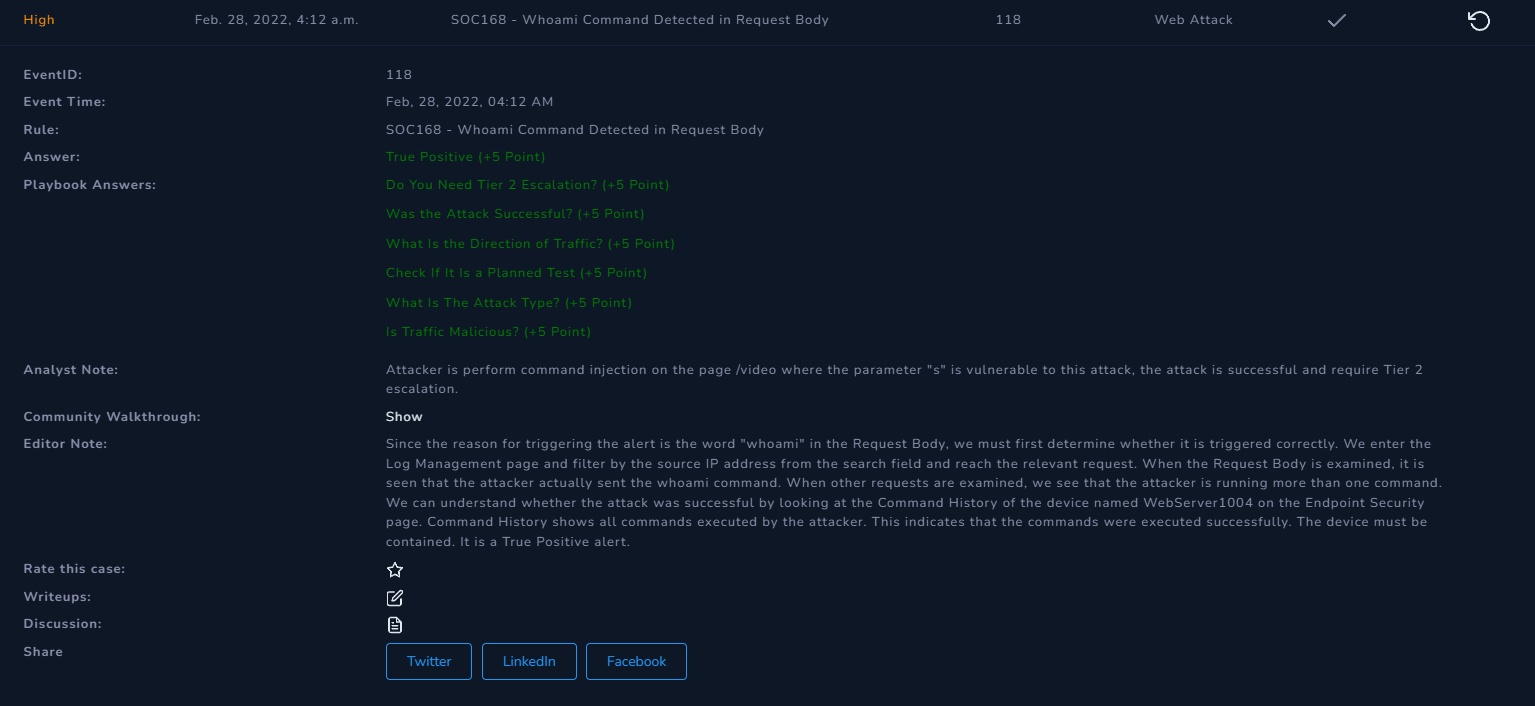 High Feb. 28, 2022, 4:12 a.m. SOC168 - Whoami Command Detected in Request Body 118 Web Attack
EventID: 118
Event Time: Feb, 28, 2022, 04:12 AM
Rule: SOC168 - Whoami Command Detected in Request Body
Answer: True Positive (+5 Point)
Playbook Answers: Do You Need Tier 2 Escalation? (+5 Point)
Was the Attack Successful? (+5 Point)
What Is the Direction of Traffic? (+5 Point)
Check If It Is a Planned Test (+5 Point)
What Is The Attack Type? (+5 Point)
Is Traffic Malicious? (+5 Point)
Analyst Note: Attacker is perform command injection on the page /video where the parameter "s" is vulnerable to this attack, the attack is successful and require Tier 2
escalation.
Community Walkthrough: Show
Editor Note: Since the reason for triggering the alert is the word "whoami" in the Request Body, we must first determine whether it is triggered correctly. We enter the
Log Management page and filter by the source IP address from the search field and reach the relevant request. When the Request Body is examined, it is
seen that the attacker actually sent the whoami command. When other requests are examined, we see that the attacker is running more than one command.
We can understand whether the attack was successful by looking at the Command History of the device named WebServer1004 on the Endpoint Security
page. Command History shows all commands executed by the attacker. This indicates that the commands were executed successfully. The device must be
contained. It is a True Positive alert.
Rate this case:
Writeups:
Discussion:
Share Twitter LinkedIn Facebook